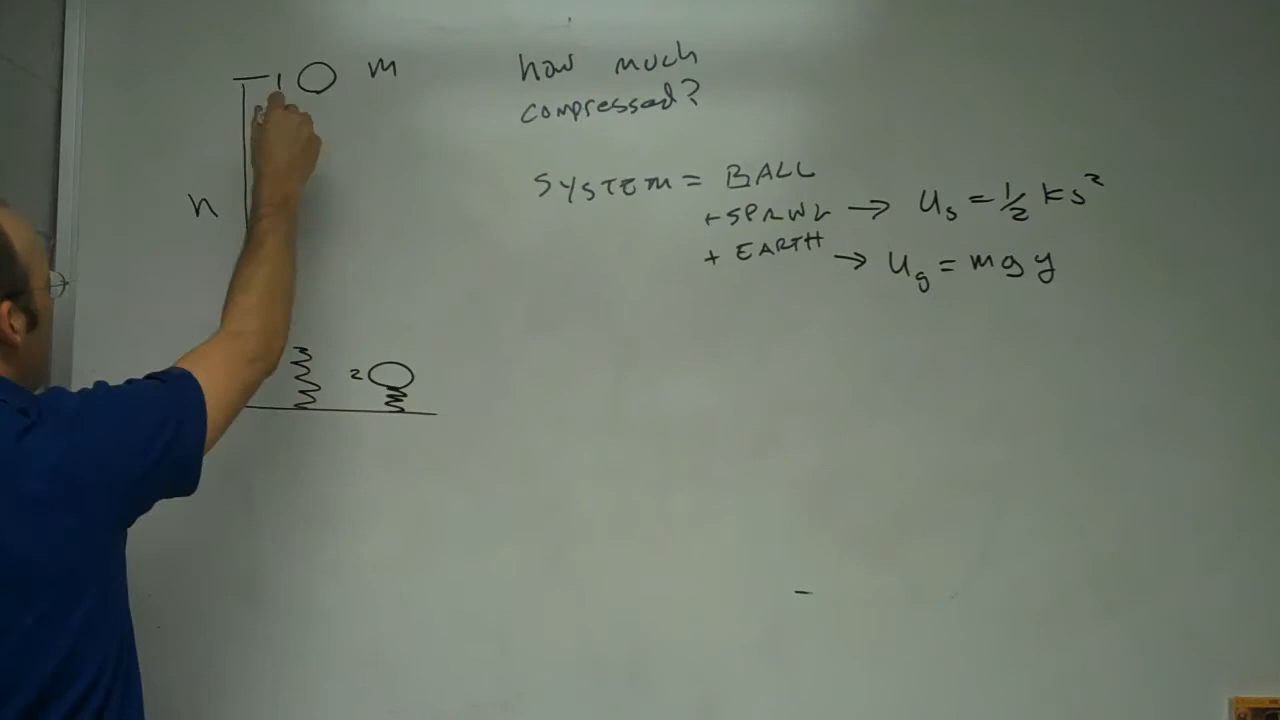 1 m
h
2
how much
compressed?
SYSTEM = BALL
+ SPRING → Us = 1/2 ks²
+ EARTH → Ug = mgy